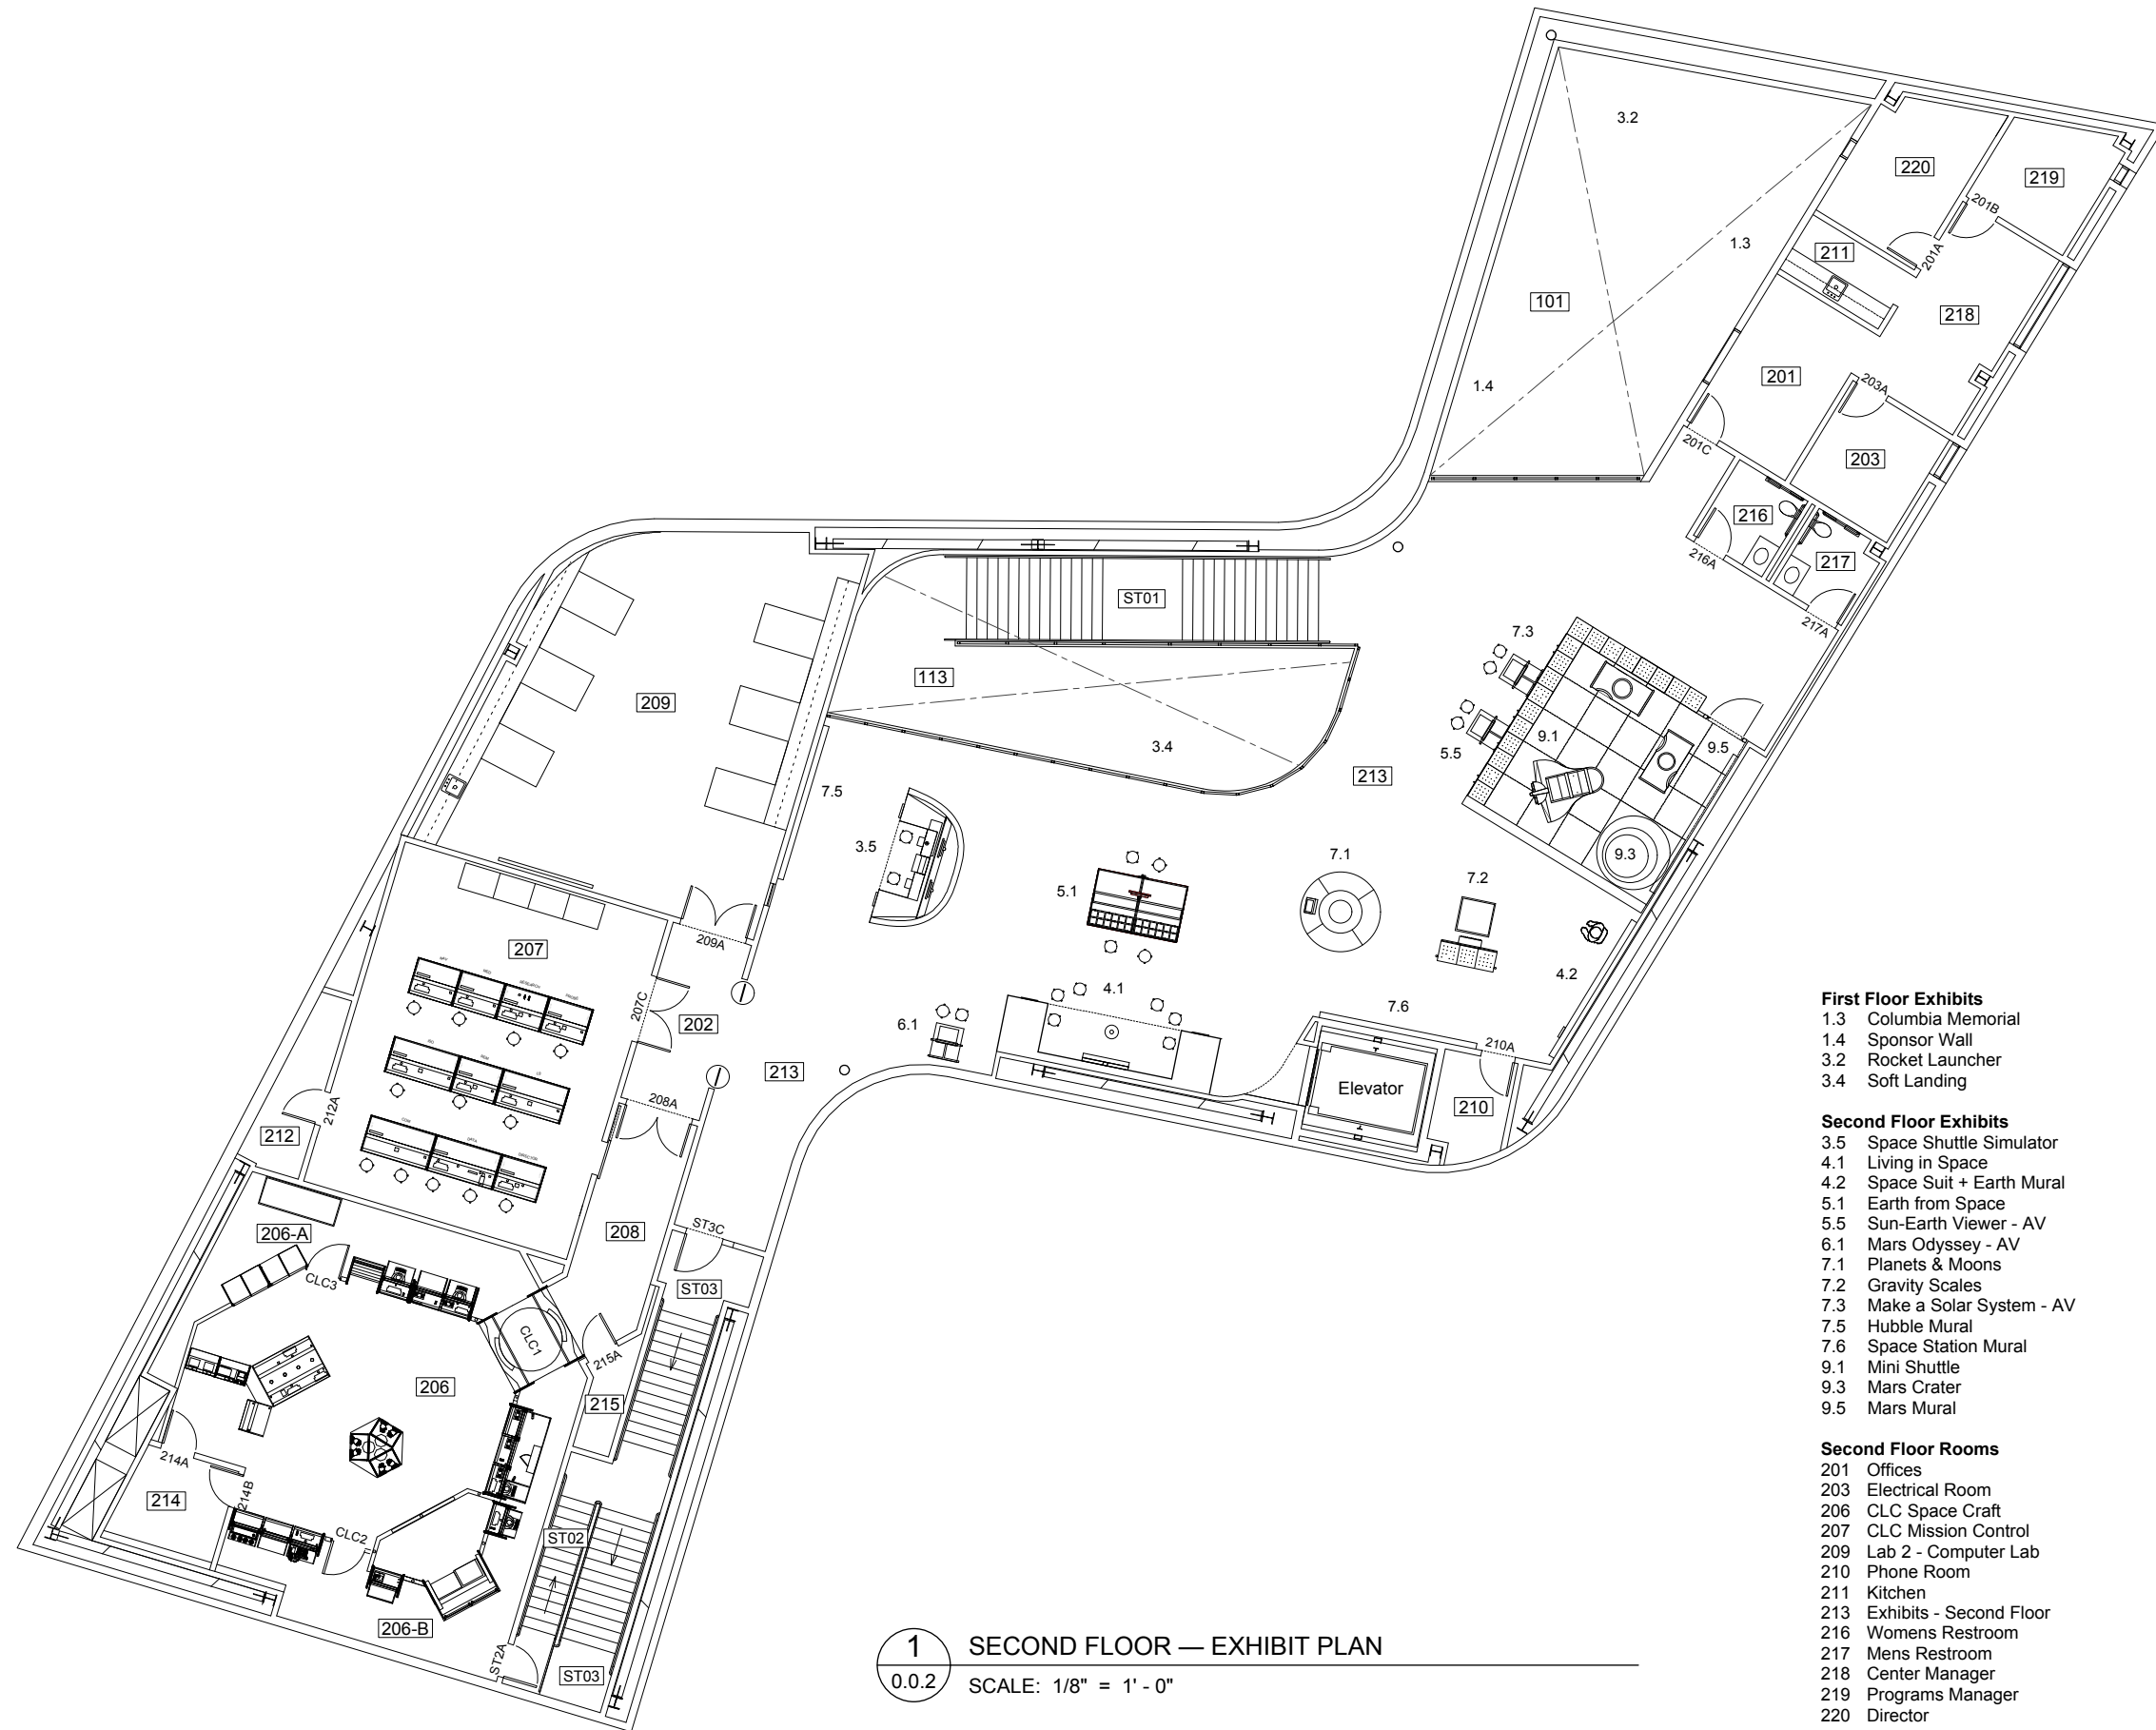 3.2
220
219
201B
1.3
211
201A
101
218
1.4
201
203A
201C
203
216
216A
217
217A
ST01
7.3
113
209
9.1
9.5
3.4
5.5
213
7.5
3.5
7.1
9.3
5.1
7.2
209A
207
4.2
207C
202
4.1
7.6
6.1
210A
213
Elevator
208A
210
212A
212
208
ST3C
206-A
CLC3
ST03
CLC1
215A
206
215
214A
214B
214
CLC2
ST02
206-B
ST2A
ST03
First Floor Exhibits
1.3 Columbia Memorial
1.4 Sponsor Wall
3.2 Rocket Launcher
3.4 Soft Landing
Second Floor Exhibits
3.5 Space Shuttle Simulator
4.1 Living in Space
4.2 Space Suit + Earth Mural
5.1 Earth from Space
5.5 Sun-Earth Viewer - AV
6.1 Mars Odyssey - AV
7.1 Planets & Moons
7.2 Gravity Scales
7.3 Make a Solar System - AV
7.5 Hubble Mural
7.6 Space Station Mural
9.1 Mini Shuttle
9.3 Mars Crater
9.5 Mars Mural
Second Floor Rooms
201 Offices
203 Electrical Room
206 CLC Space Craft
207 CLC Mission Control
209 Lab 2 - Computer Lab
210 Phone Room
211 Kitchen
213 Exhibits - Second Floor
216 Womens Restroom
217 Mens Restroom
218 Center Manager
219 Programs Manager
220 Director
1
0.0.2
SECOND FLOOR — EXHIBIT PLAN
SCALE: 1/8" = 1' - 0"